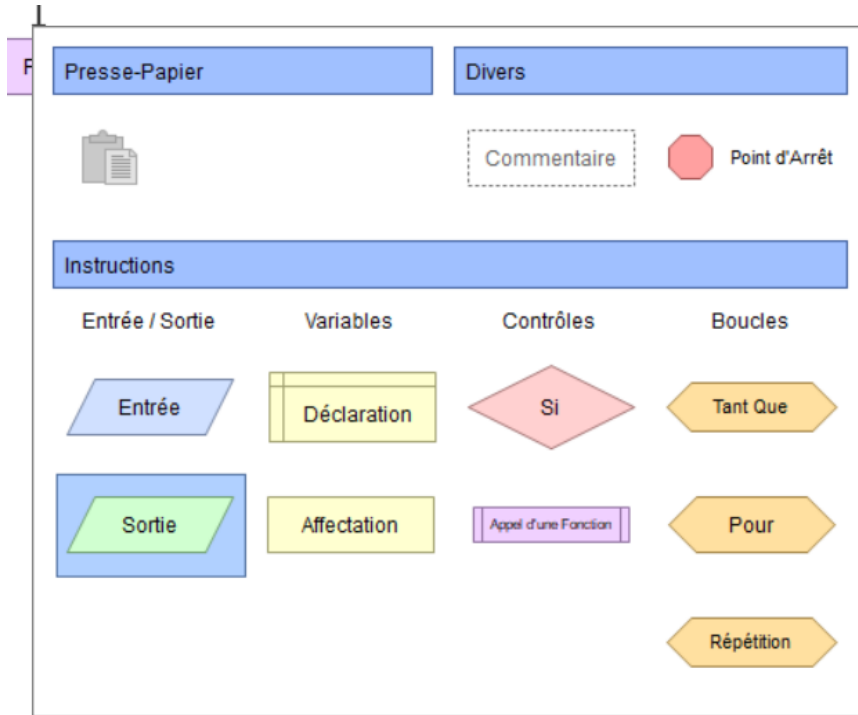 Presse-Papier
Divers
Commentaire
Point d'Arrêt
Instructions
Entrée / Sortie
Variables
Contrôles
Boucles
Entrée
Déclaration
Si
Tant Que
Sortie
Affectation
Appel d'une Fonction
Pour
Répétition